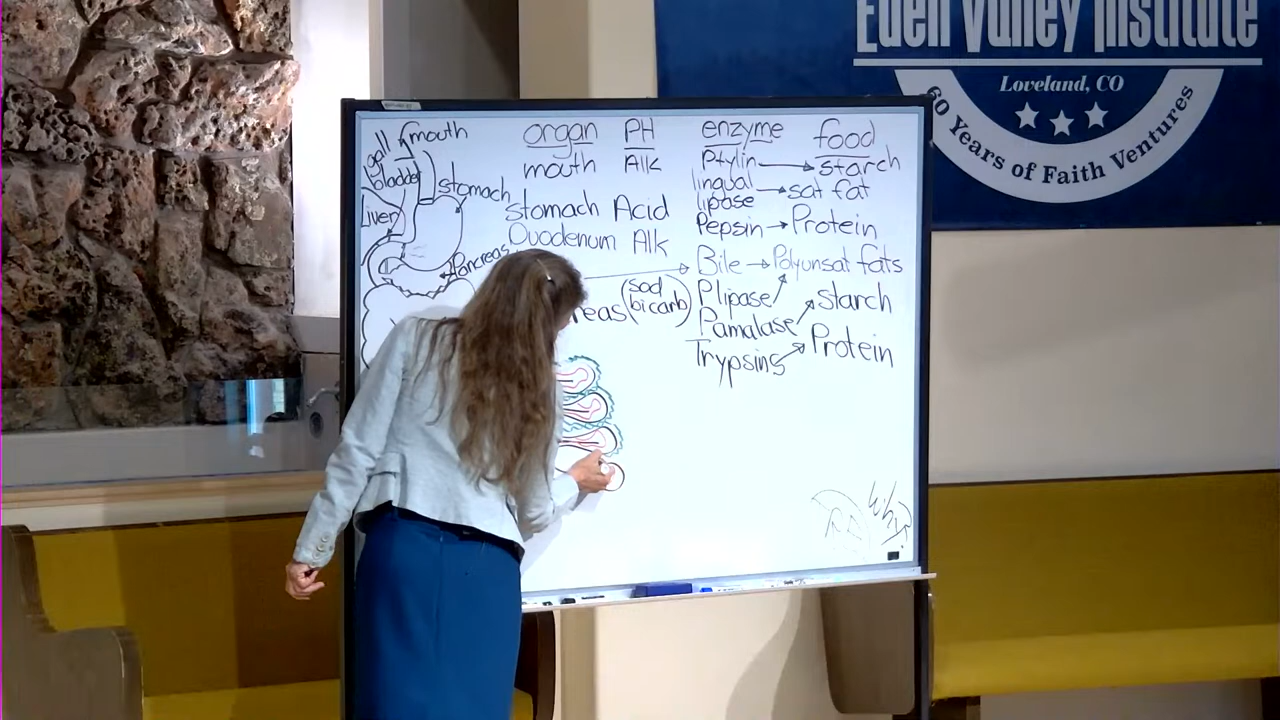 Eden Valley Institute
Loveland, CO
60 Years of Faith Ventures
mouth
gall
bladder
stomach
Liver
Pancreas
organ PH enzyme food
mouth Alk Ptylin → starch
lingual
lipase → sat fat
Stomach Acid Pepsin → Protein
Duodenum Alk
Bile → Polyunsat fats
reas (sod
bicarb)
Plipase
Pamalase starch
Trypsins Protein
Why?